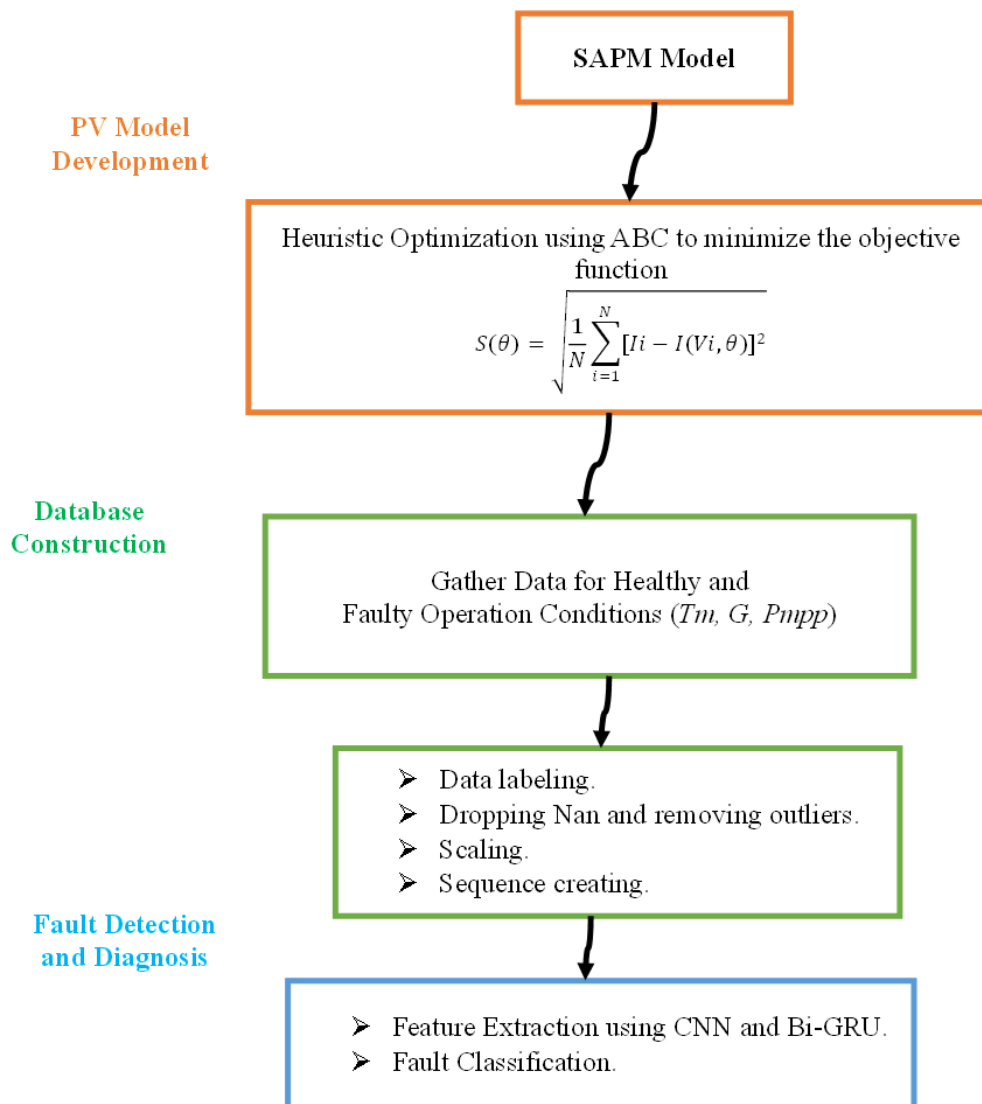 SAPM Model
PV Model
Development
Heuristic Optimization using ABC to minimize the objective
function
S(θ) = √(1/N ∑_{i=1}^{N} [Ii − I(Vi, θ)]²)
Database
Construction
Gather Data for Healthy and
Faulty Operation Conditions (Tm, G, Pmpp)
➢ Data labeling.
➢ Dropping Nan and removing outliers.
➢ Scaling.
➢ Sequence creating.
Fault Detection
and Diagnosis
➢ Feature Extraction using CNN and Bi-GRU.
➢ Fault Classification.